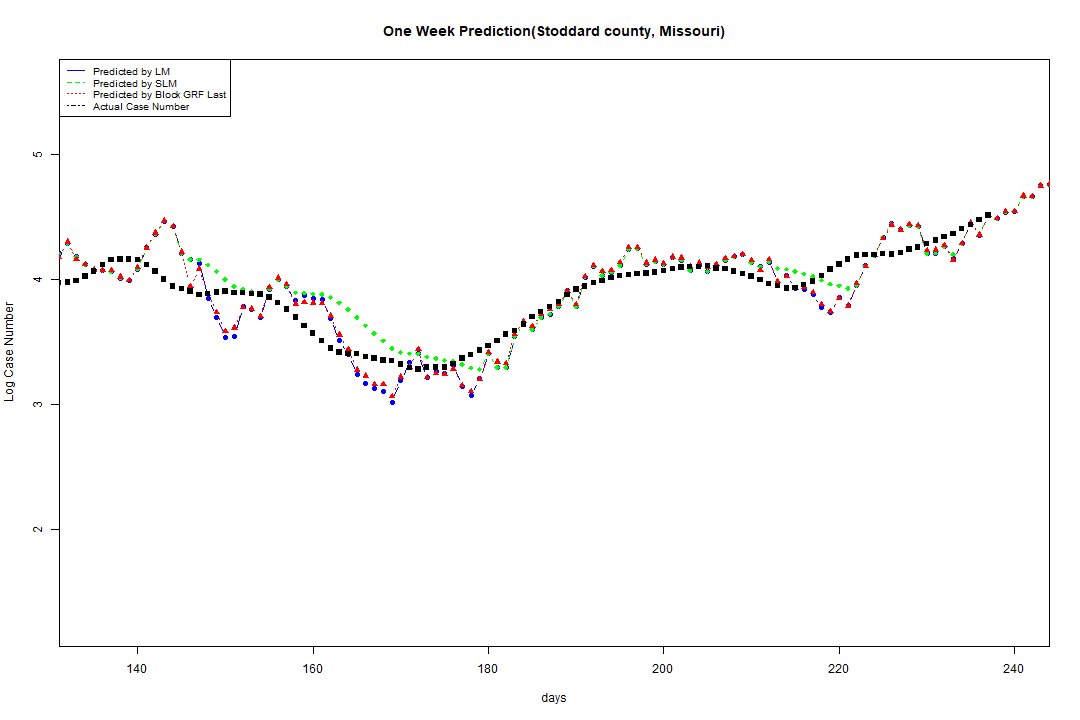 One Week Prediction(Stoddard county, Missouri)
Predicted by LM
Predicted by SLM
Predicted by Block GRF Last
Actual Case Number
5
4
3
2
Log Case Number
140 160 180 200 220 240
days